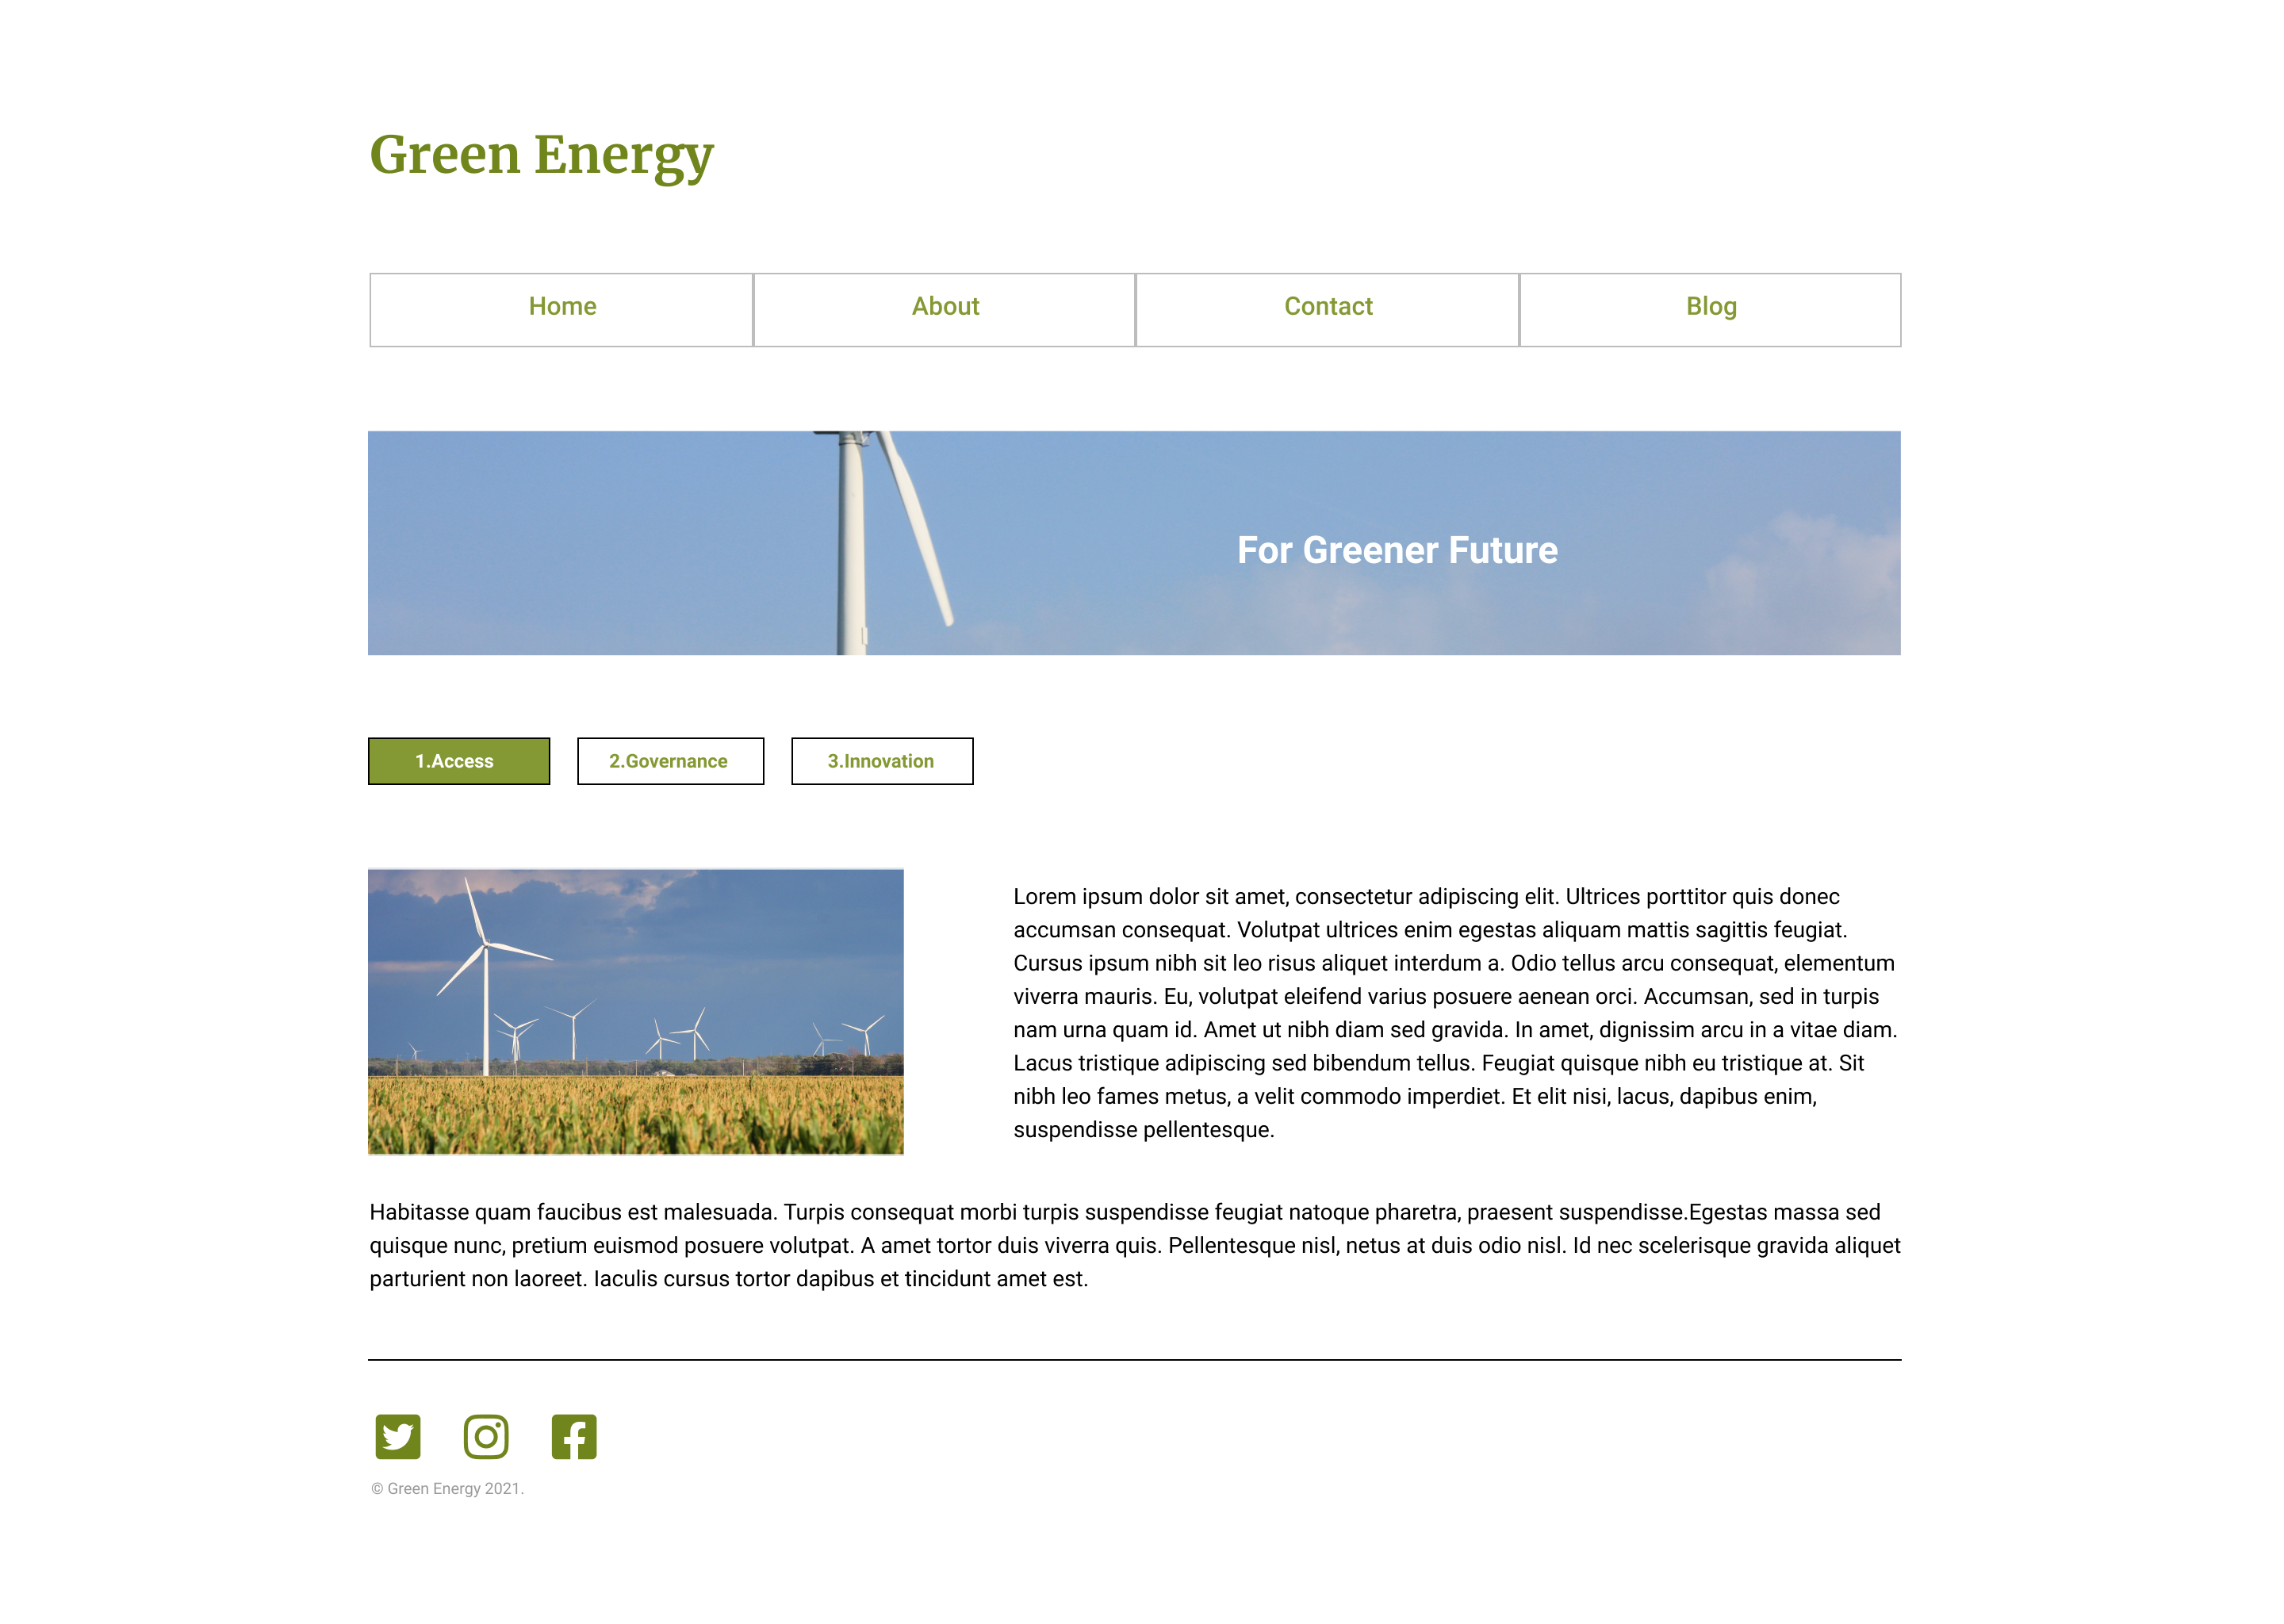 Green Energy
Home About Contact Blog
For Greener Future
1.Access 2.Governance 3.Innovation
Lorem ipsum dolor sit amet, consectetur adipiscing elit. Ultrices porttitor quis donec
accumsan consequat. Volutpat ultrices enim egestas aliquam mattis sagittis feugiat.
Cursus ipsum nibh sit leo risus aliquet interdum a. Odio tellus arcu consequat, elementum
viverra mauris. Eu, volutpat eleifend varius posuere aenean orci. Accumsan, sed in turpis
nam urna quam id. Amet ut nibh diam sed gravida. In amet, dignissim arcu in a vitae diam.
Lacus tristique adipiscing sed bibendum tellus. Feugiat quisque nibh eu tristique at. Sit
nibh leo fames metus, a velit commodo imperdiet. Et elit nisi, lacus, dapibus enim,
suspendisse pellentesque.
Habitasse quam faucibus est malesuada. Turpis consequat morbi turpis suspendisse feugiat natoque pharetra, praesent suspendisse.Egestas massa sed
quisque nunc, pretium euismod posuere volutpat. A amet tortor duis viverra quis. Pellentesque nisl, netus at duis odio nisl. Id nec scelerisque gravida aliquet
parturient non laoreet. Iaculis cursus tortor dapibus et tincidunt amet est.
© Green Energy 2021.